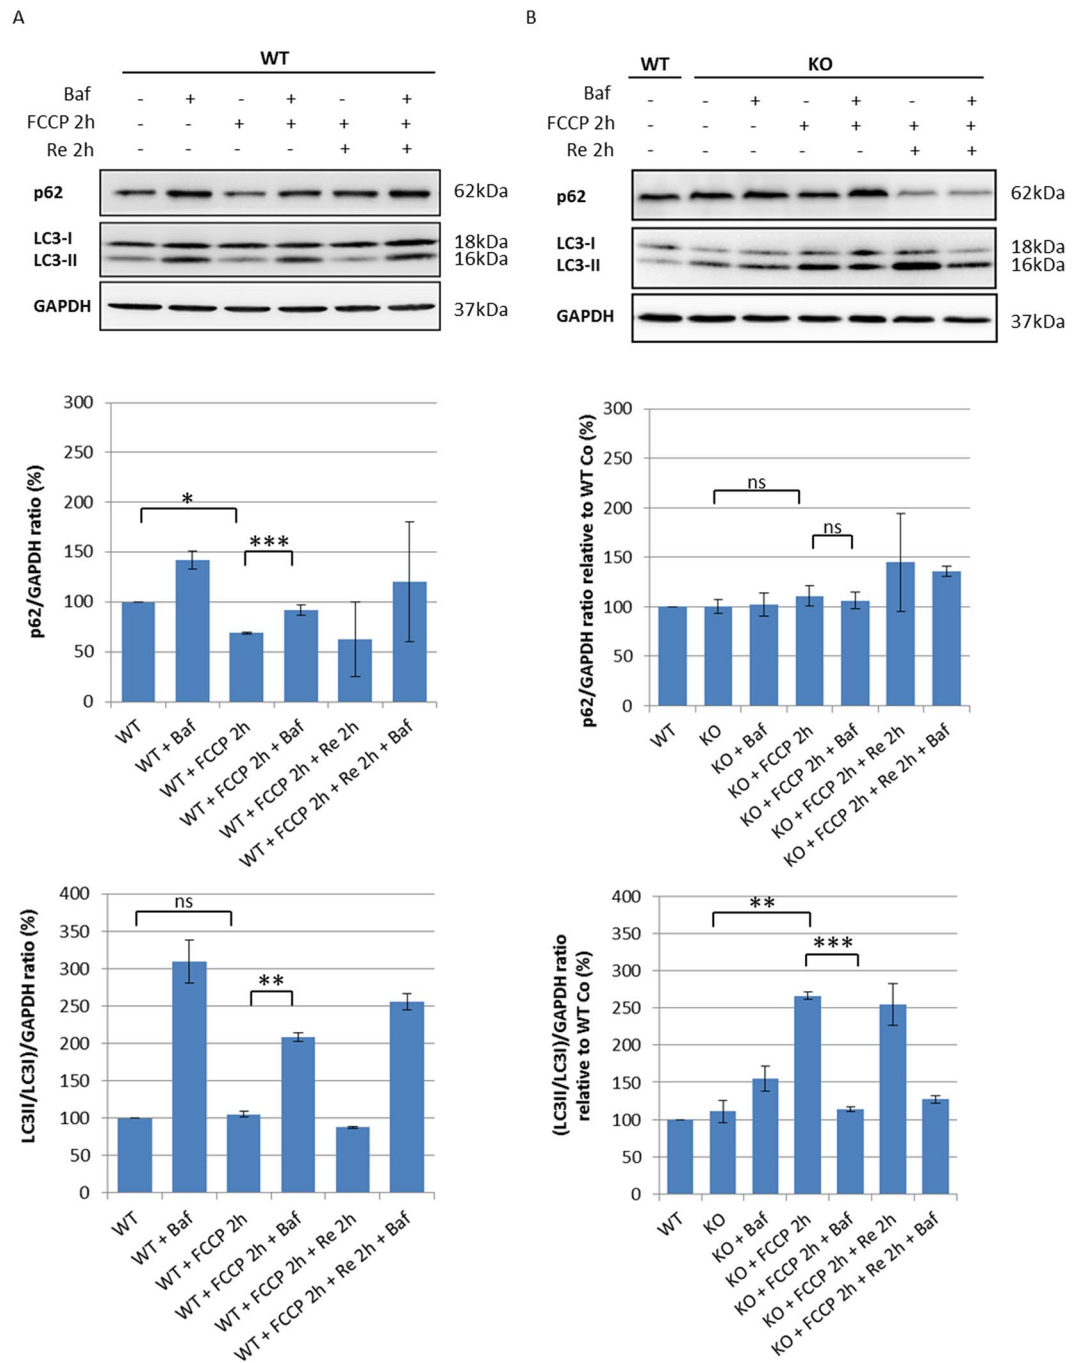 A
WT
Baf - + - + - +
FCCP 2h - - + + + +
Re 2h - - - - + +
p62 62kDa
LC3-I 18kDa
LC3-II 16kDa
GAPDH 37kDa
B
WT KO
Baf - - + - + - +
FCCP 2h - - - + + + +
Re 2h - - - - - + +
p62 62kDa
LC3-I 18kDa
LC3-II 16kDa
GAPDH 37kDa
p62/GAPDH ratio (%)
300
250
200
150
100
50
0
*
***
WT
WT + Baf
WT + FCCP 2h
WT + FCCP 2h + Baf
WT + FCCP 2h + Re 2h
WT + FCCP 2h + Re 2h + Baf
p62/GAPDH ratio relative to WT Co (%)
300
250
200
150
100
50
0
ns
ns
WT
KO
KO + Baf
KO + FCCP 2h
KO + FCCP 2h + Baf
KO + FCCP 2h + Re 2h
KO + FCCP 2h + Re 2h + Baf
LC3II/LC3I)/GAPDH ratio (%)
400
350
300
250
200
150
100
50
0
ns
**
WT
WT + Baf
WT + FCCP 2h
WT + FCCP 2h + Baf
WT + FCCP 2h + Re 2h
WT + FCCP 2h + Re 2h + Baf
(LC3II/LC3I)/GAPDH ratio
relative to WT Co (%)
400
350
300
250
200
150
100
50
0
**
***
WT
KO
KO + Baf
KO + FCCP 2h
KO + FCCP 2h + Baf
KO + FCCP 2h + Re 2h
KO + FCCP 2h + Re 2h + Baf